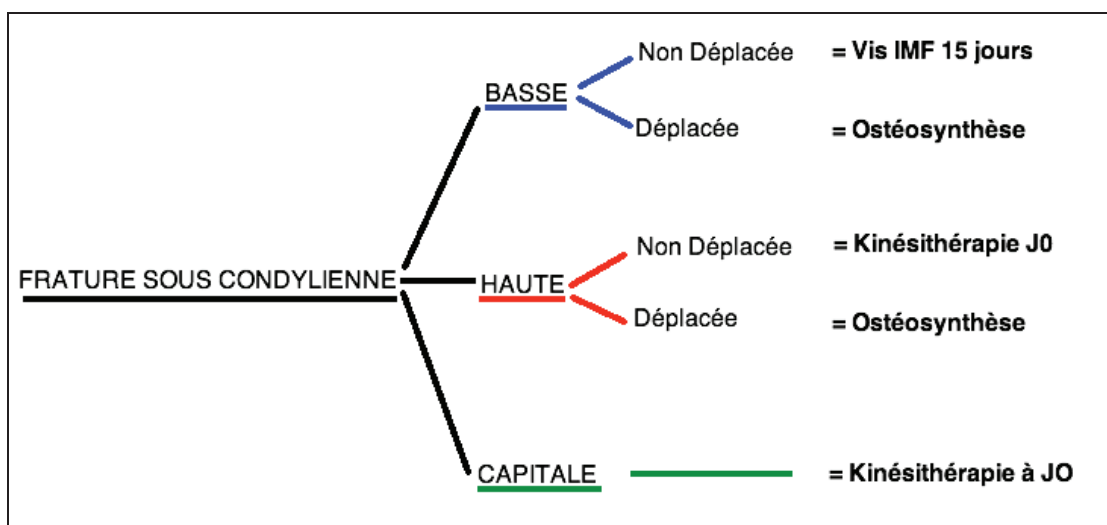 Non Déplacée = Vis IMF 15 jours
BASSE
Déplacée = Ostéosynthèse
Non Déplacée = Kinésithérapie J0
FRATURE SOUS CONDYLIENNE HAUTE
Déplacée = Ostéosynthèse
CAPITALE = Kinésithérapie à JO